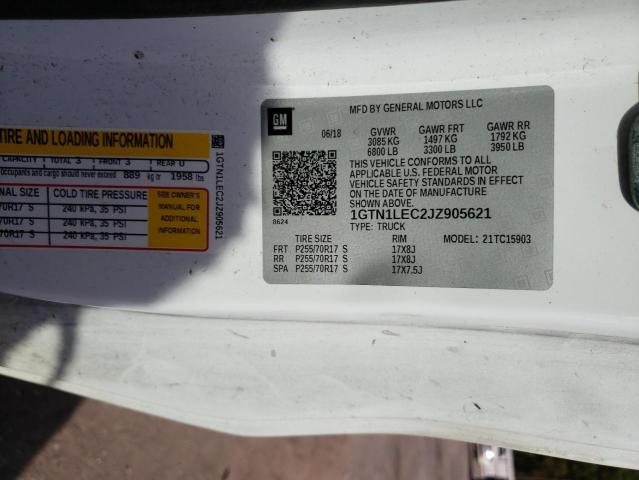 TIRE AND LOADING INFORMATION
CAPACITY TOTAL 3 FRONT 3 REAR 0
occupants and cargo should never exceed 889 kg or 1958 lbs
NAL SIZE COLD TIRE PRESSURE
70R17 S 240 kPa, 35 PSI
70R17 S 240 kPa, 35 PSI
/70R17 S 240 kPa, 35 PSI
SEE OWNER'S
MANUAL FOR
ADDITIONAL
INFORMATION
1GTN1LEC2JZ905621
GM
MFD BY GENERAL MOTORS LLC
06/18 GVWR GAWR FRT GAWR RR
3085 KG 1497 KG 1792 KG
6800 LB 3300 LB 3950 LB
THIS VEHICLE CONFORMS TO ALL
APPLICABLE U.S. FEDERAL MOTOR
VEHICLE SAFETY STANDARDS IN EFFECT
ON THE DATE OF MANUFACTURE
SHOWN ABOVE.
1GTN1LEC2JZ905621
8624 TYPE: TRUCK
TIRE SIZE RIM MODEL: 21TC15903
FRT P255/70R17 S 17X8J
RR P255/70R17 S 17X8J
SPA P255/70R17 S 17X7.5J